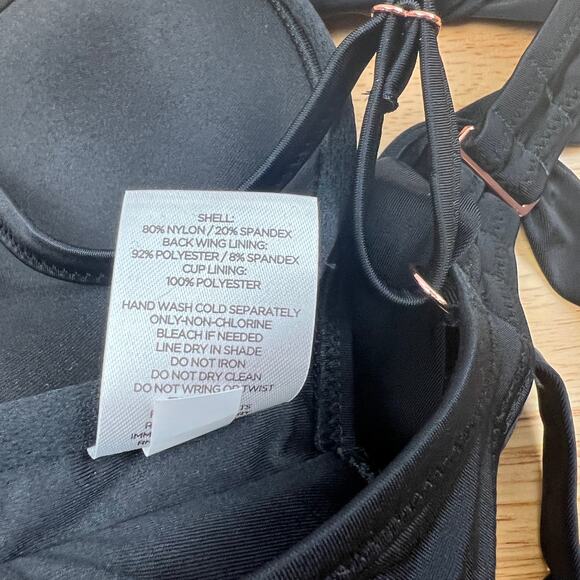 SHELL:
80% NYLON / 20% SPANDEX
BACK WING LINING:
92% POLYESTER / 8% SPANDEX
CUP LINING:
100% POLYESTER
HAND WASH COLD SEPARATELY
ONLY-NON-CHLORINE
BLEACH IF NEEDED
LINE DRY IN SHADE
DO NOT IRON
DO NOT DRY CLEAN
DO NOT WRING OR TWIST